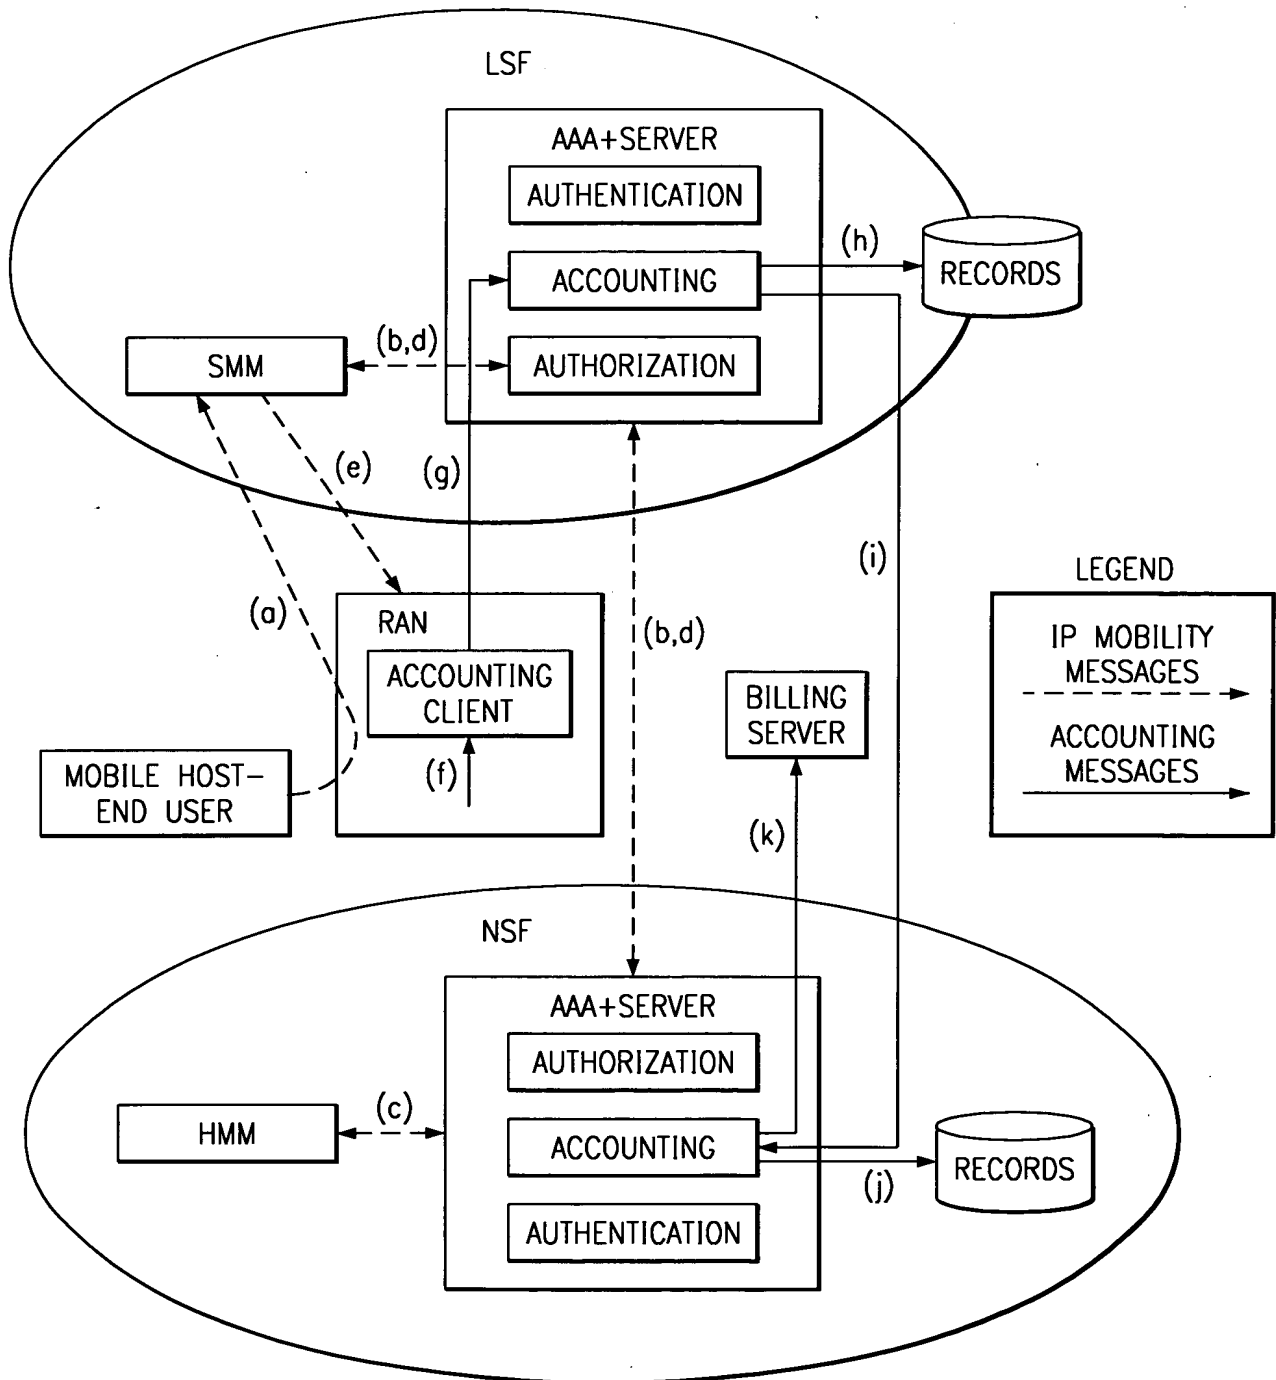 LSF
AAA+SERVER
AUTHENTICATION
(h)
ACCOUNTING
RECORDS
(b,d)
SMM
AUTHORIZATION
(e)
(g)
(i)
(a)
LEGEND
RAN
(b,d)
IP MOBILITY
MESSAGES
ACCOUNTING
CLIENT
BILLING
SERVER
ACCOUNTING
MESSAGES
(f)
MOBILE HOST–
END USER
(k)
NSF
AAA+SERVER
AUTHORIZATION
(c)
HMM
ACCOUNTING
RECORDS
(j)
AUTHENTICATION